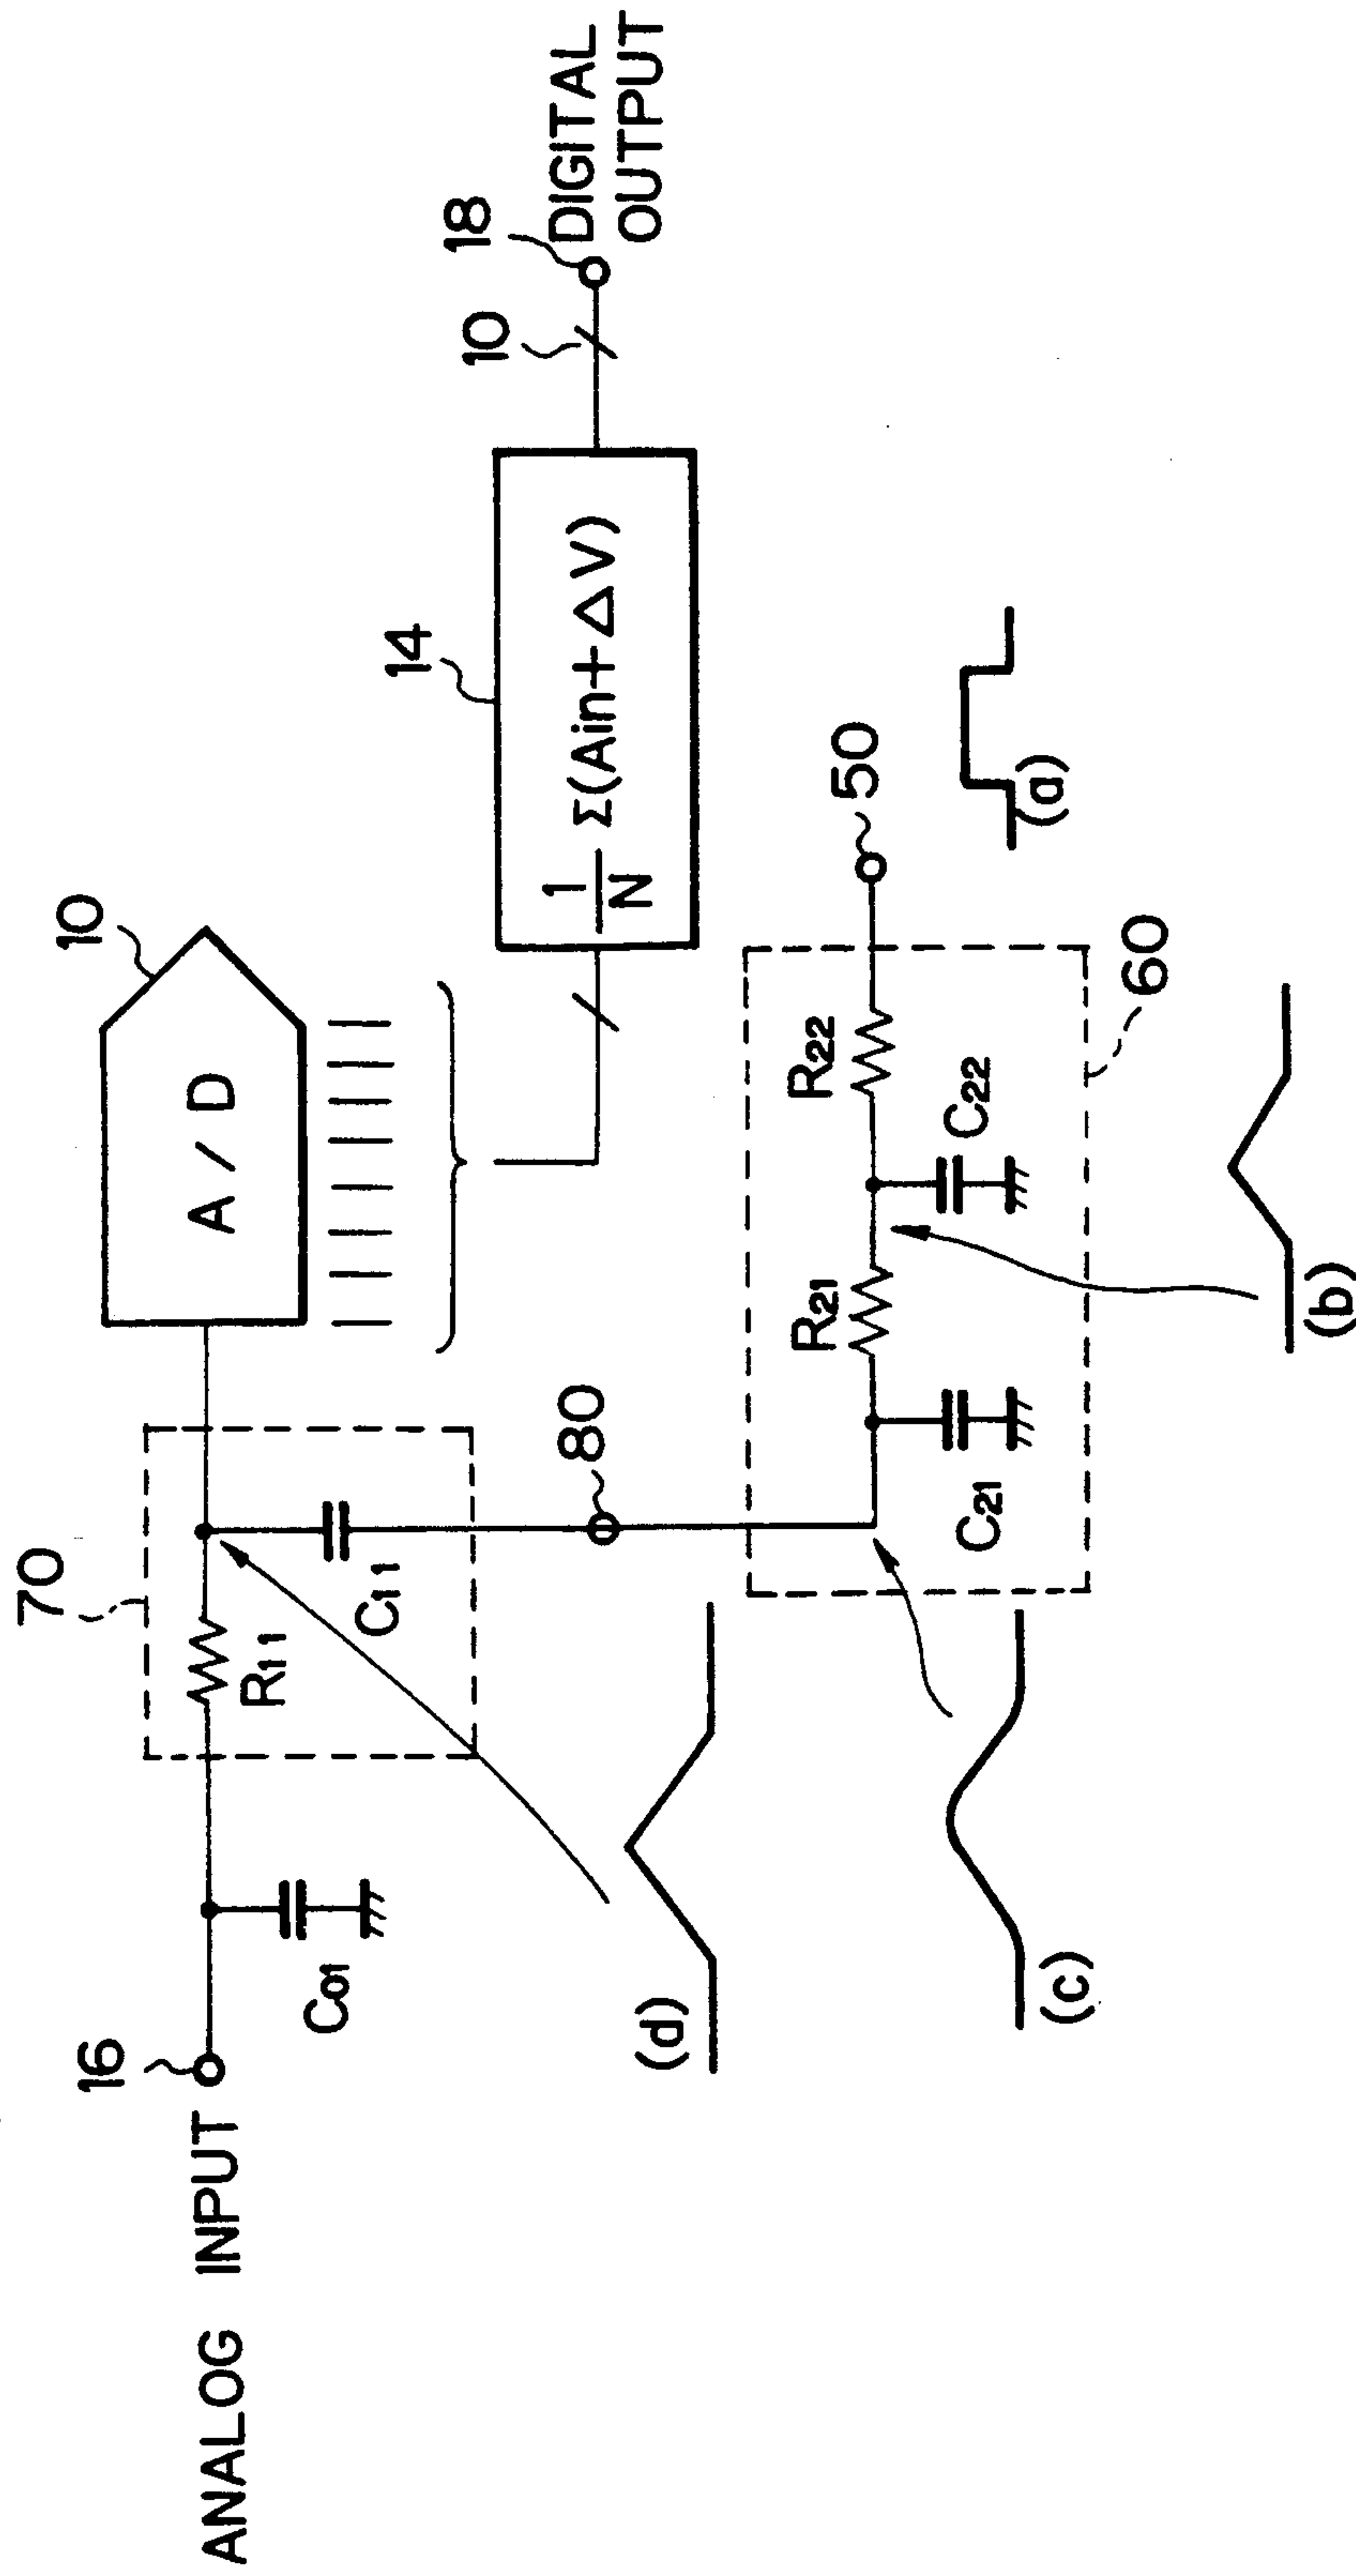 ANALOG INPUT
16
C01
70
R11
C11
A / D
10
80
14
1/N Σ(Ain+ΔV)
10
18
DIGITAL
OUTPUT
(d)
(c)
C21
R21
C22
R22
50
60
(b)
(a)